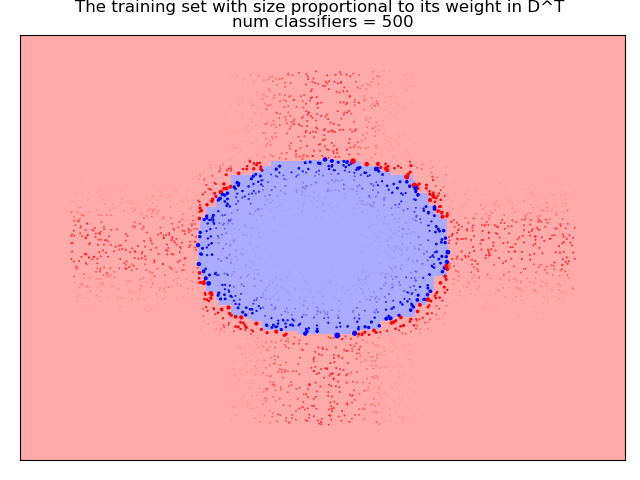 The training set with size proportional to its weight in D^T
num classifiers = 500